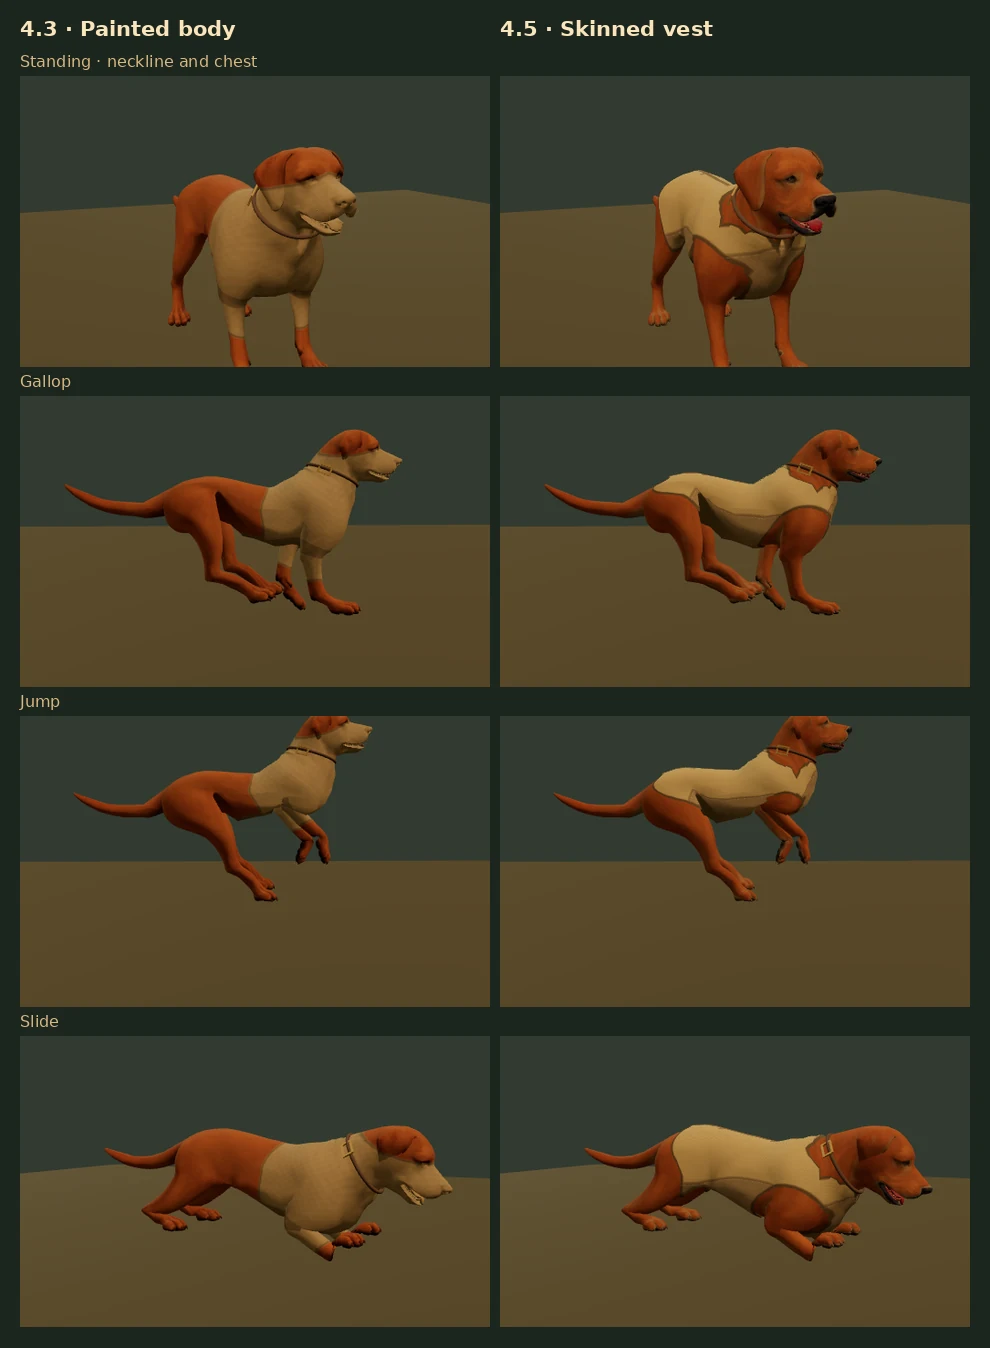 4.3 · Painted body
4.5 · Skinned vest
Standing · neckline and chest
Gallop
Jump
Slide